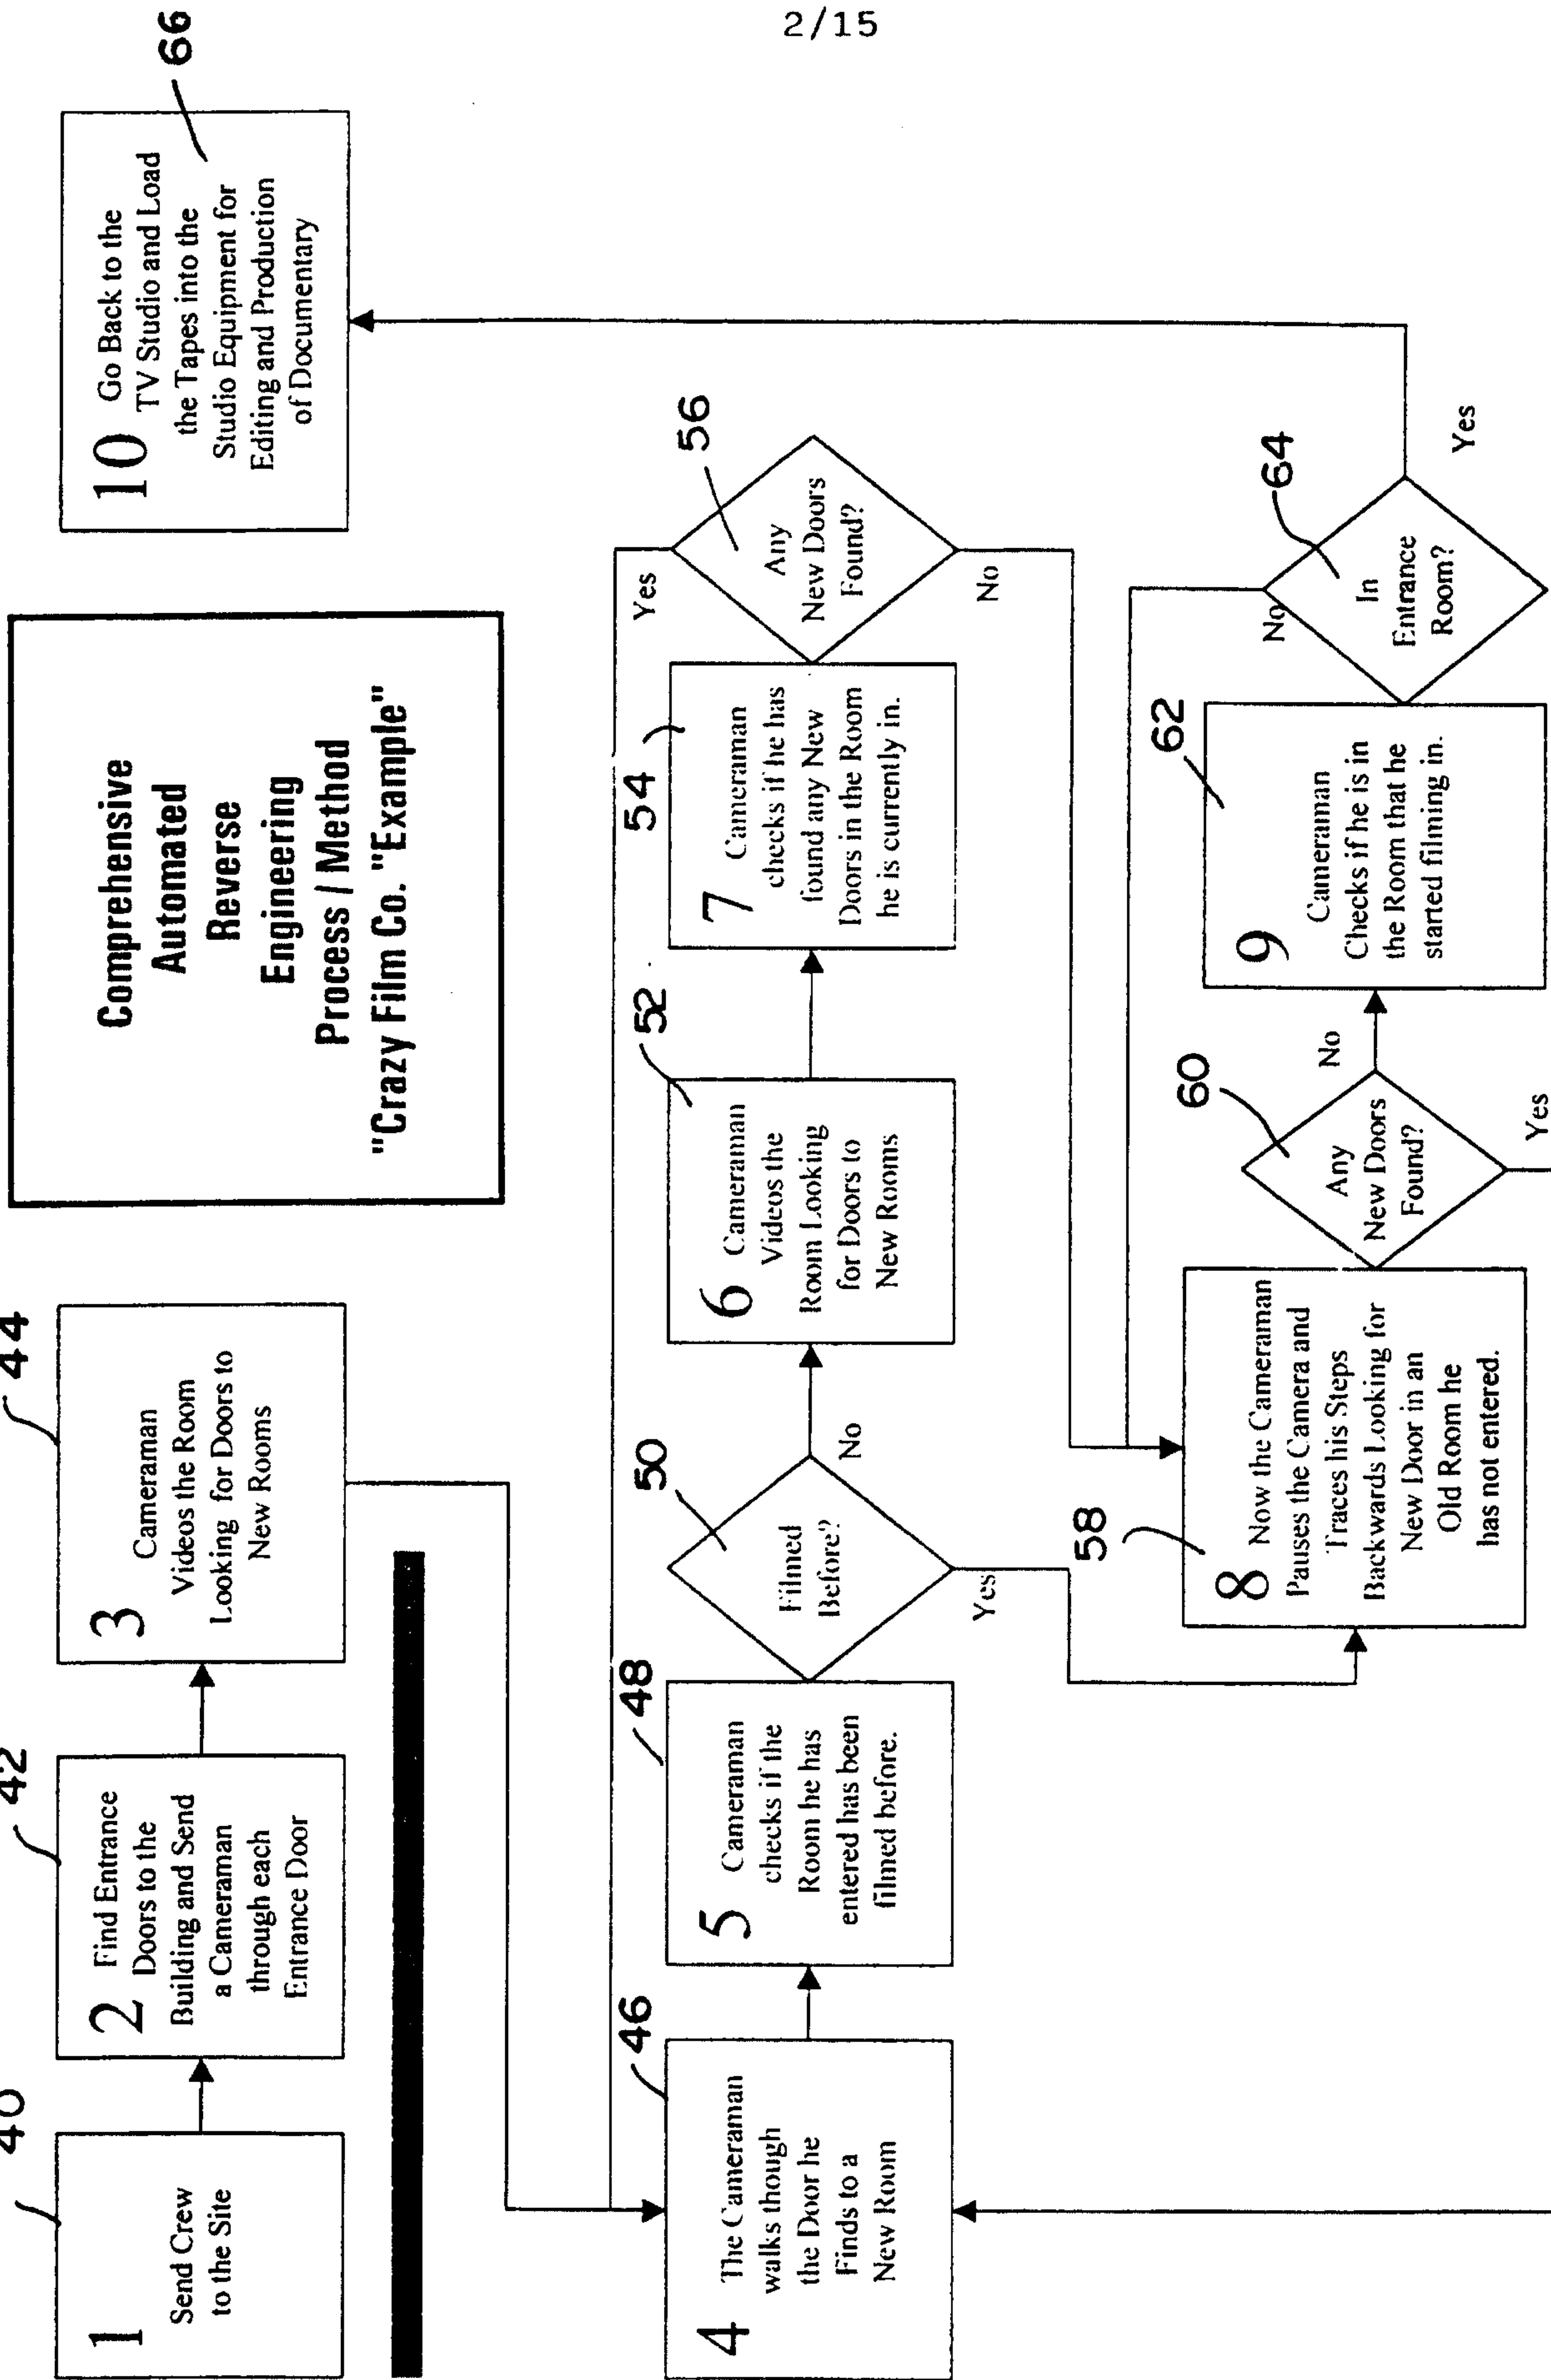 2/15
Comprehensive
Automated
Reverse
Engineering
Process / Method
"Crazy Film Co. "Example"
40
1
Send Crew
to the Site
42
2 Find Entrance
Doors to the
Building and Send
a Cameraman
through each
Entrance Door
44
3
Cameraman
Videos the Room
Looking for Doors to
New Rooms
66
10 Go Back to the
TV Studio and Load
the Tapes into the
Studio Equipment for
Editing and Production
of Documentary
46
4 The Cameraman
walks though
the Door he
Finds to a
New Room
48
5 Cameraman
checks if the
Room he has
entered has been
filmed before.
50
Filmed
Before?
No
Yes
52
6 Cameraman
Videos the
Room Looking
for Doors to
New Rooms
54
7 Cameraman
checks if he has
found any New
Doors in the Room
he is currently in.
56
Any
New Doors
Found?
Yes
No
58
8 Now the Cameraman
Pauses the Camera and
Traces his Steps
Backwards Looking for
New Door in an
Old Room he
has not entered.
60
Any
New Doors
Found?
No
Yes
62
9 Cameraman
Checks if he is in
the Room that he
started filming in.
64
In
Entrance
Room?
No
Yes